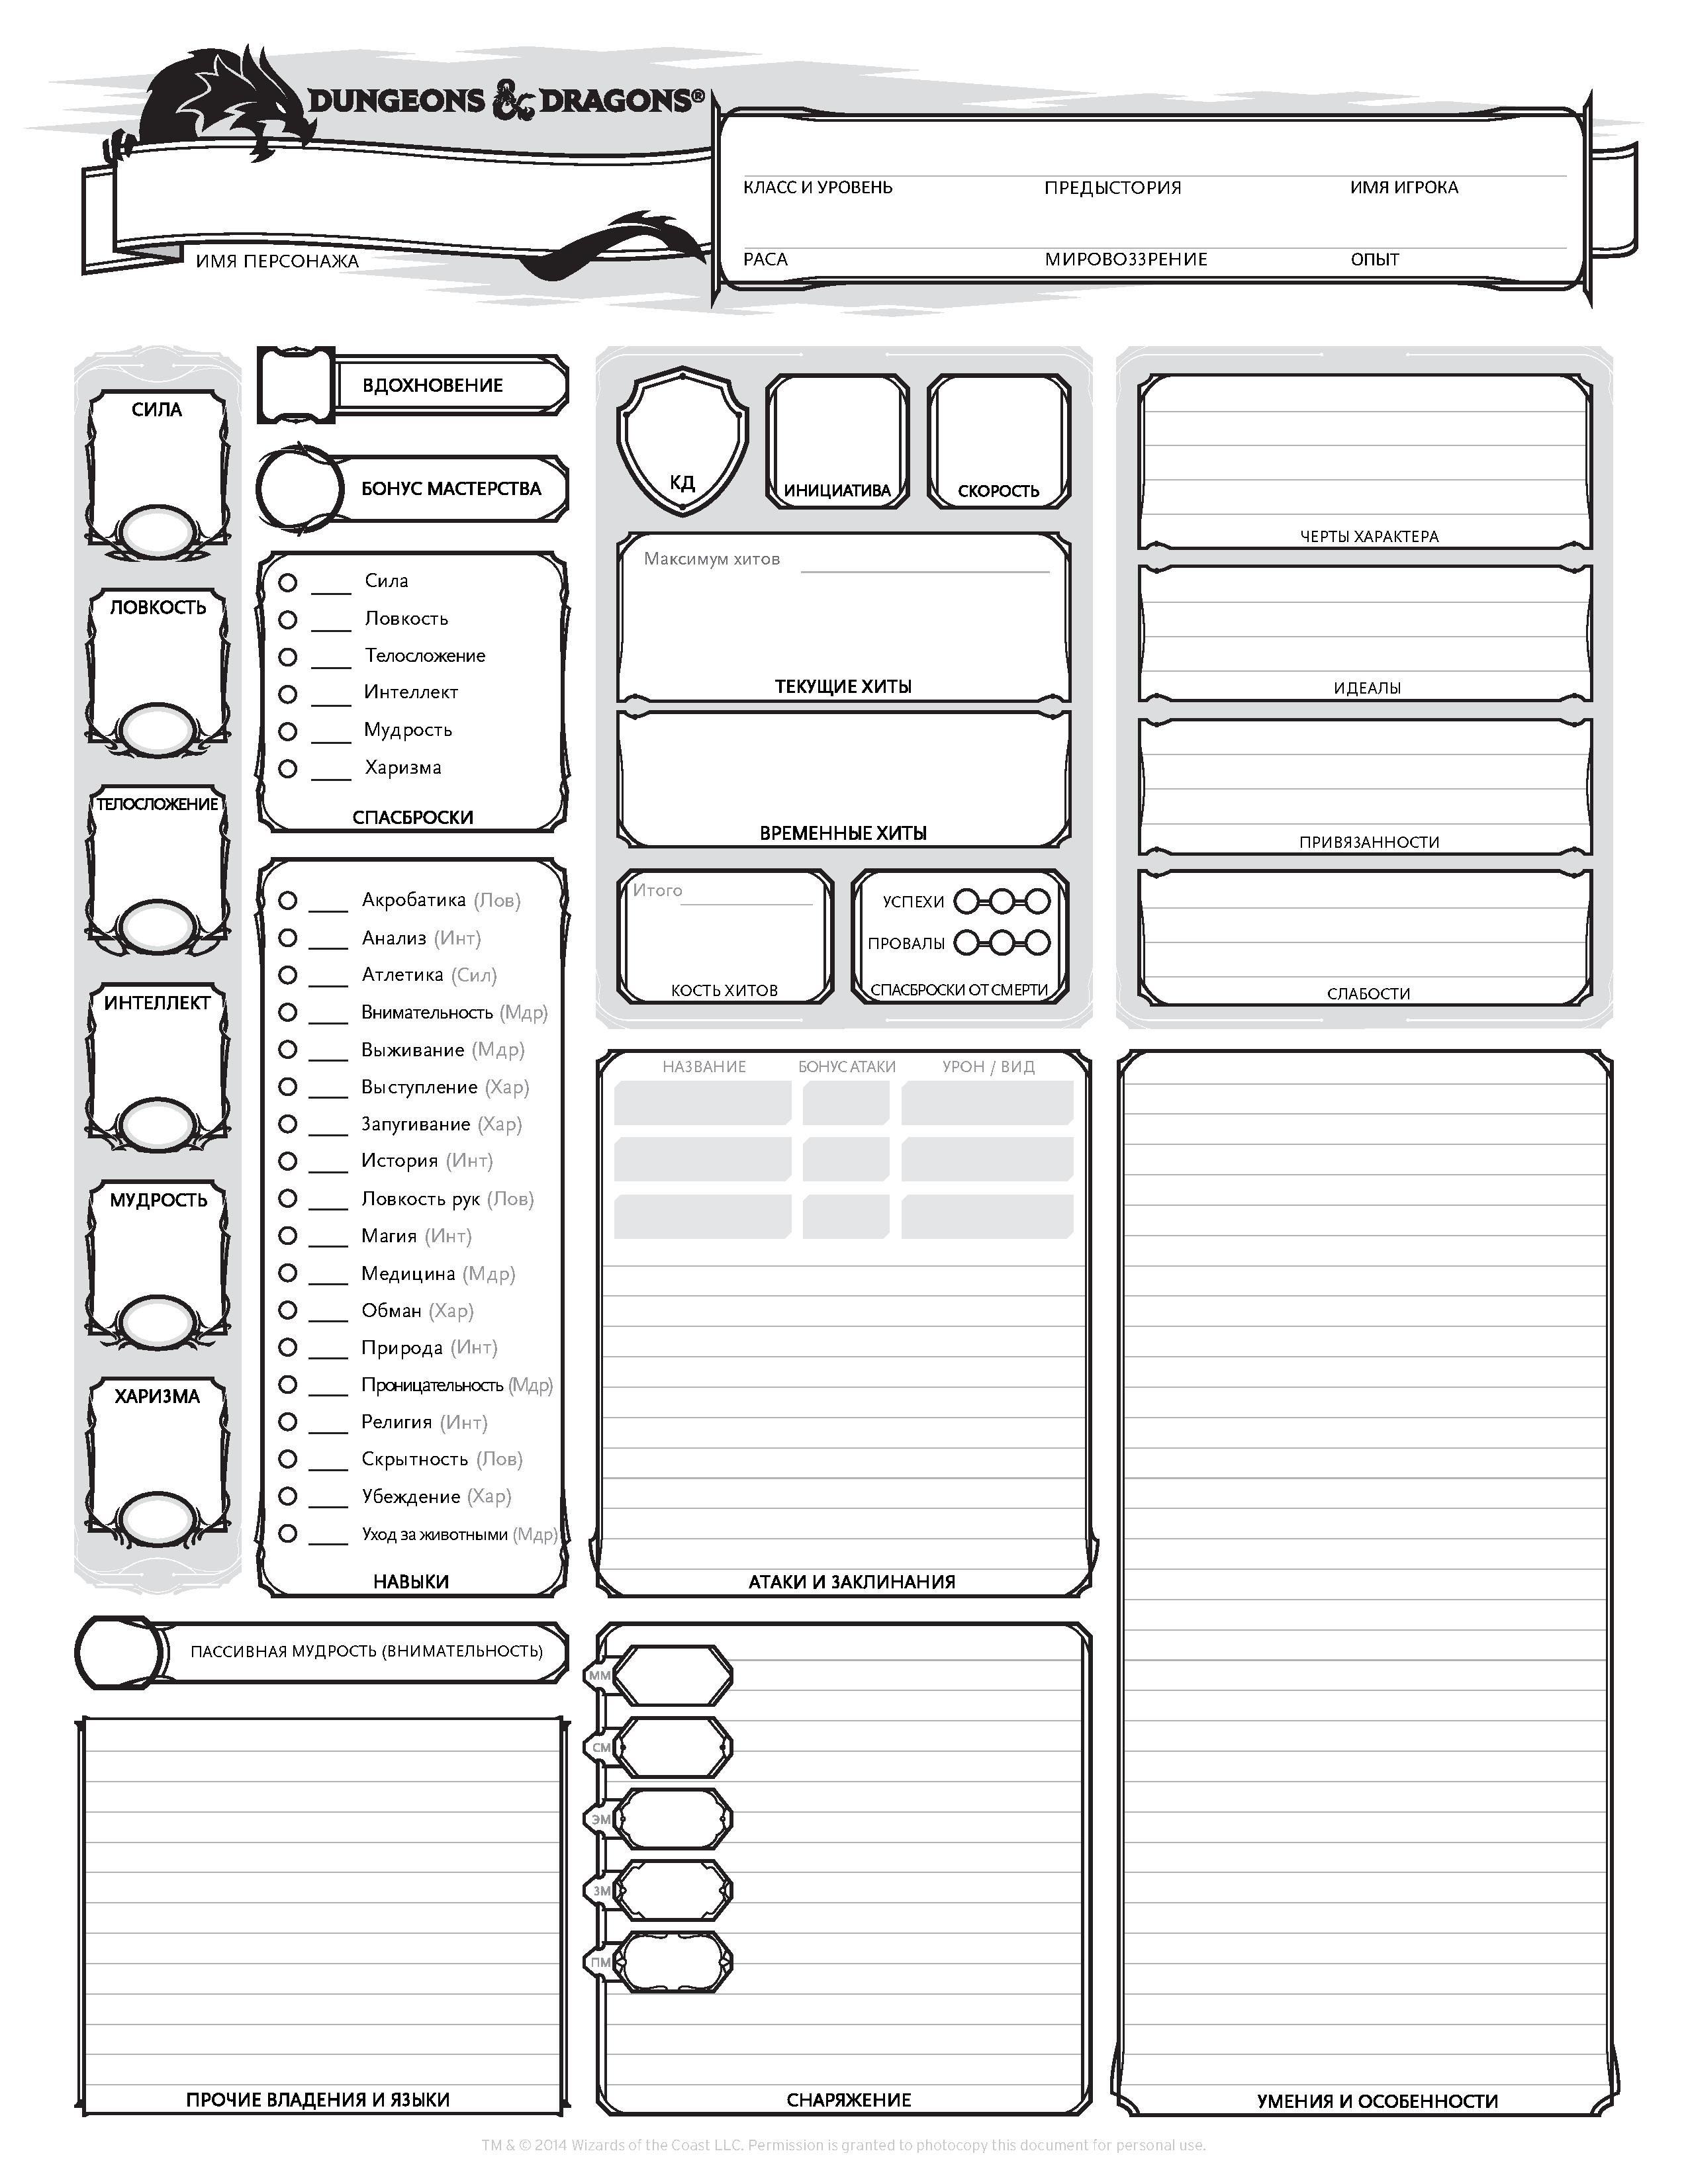 DUNGEONS & DRAGONS®
КЛАСС И УРОВЕНЬ ПРЕДЫСТОРИЯ ИМЯ ИГРОКА
ИМЯ ПЕРСОНАЖА
РАСА МИРОВОЗЗРЕНИЕ ОПЫТ
СИЛА
ЛОВКОСТЬ
ТЕЛОСЛОЖЕНИЕ
ИНТЕЛЛЕКТ
МУДРОСТЬ
ХАРИЗМА
ВДОХНОВЕНИЕ
БОНУС МАСТЕРСТВА
Сила
Ловкость
Телосложение
Интеллект
Мудрость
Харизма
СПАСБРОСКИ
Акробатика (Лов)
Анализ (Инт)
Атлетика (Сил)
Внимательность (Мдр)
Выживание (Мдр)
Выступление (Хар)
Запугивание (Хар)
История (Инт)
Ловкость рук (Лов)
Магия (Инт)
Медицина (Мдр)
Обман (Хар)
Природа (Инт)
Проницательность (Мдр)
Религия (Инт)
Скрытность (Лов)
Убеждение (Хар)
Уход за животными (Мдр)
НАВЫКИ
ПАССИВНАЯ МУДРОСТЬ (ВНИМАТЕЛЬНОСТЬ)
ПРОЧИЕ ВЛАДЕНИЯ И ЯЗЫКИ
КД
ИНИЦИАТИВА
СКОРОСТЬ
Максимум хитов
ТЕКУЩИЕ ХИТЫ
ВРЕМЕННЫЕ ХИТЫ
Итого
КОСТЬ ХИТОВ
УСПЕХИ
ПРОВАЛЫ
СПАСБРОСКИ ОТ СМЕРТИ
НАЗВАНИЕ БОНУС АТАКИ УРОН / ВИД
АТАКИ И ЗАКЛИНАНИЯ
ММ
СМ
ЭМ
ЗМ
ПМ
СНАРЯЖЕНИЕ
ЧЕРТЫ ХАРАКТЕРА
ИДЕАЛЫ
ПРИВЯЗАННОСТИ
СЛАБОСТИ
УМЕНИЯ И ОСОБЕННОСТИ
TM & © 2014 Wizards of the Coast LLC. Permission is granted to photocopy this document for personal use.